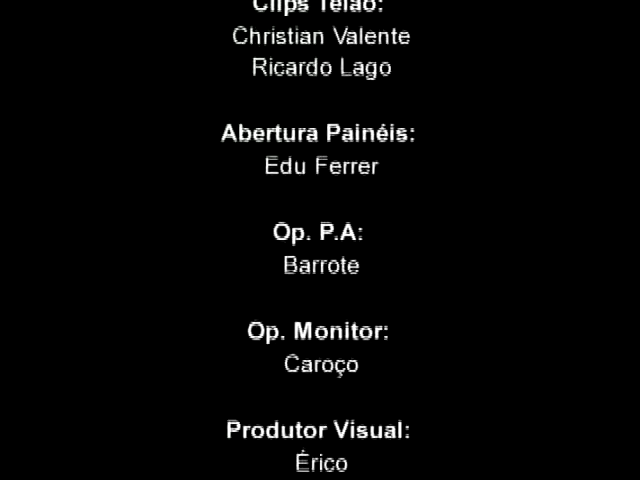 Clips Telão:
Christian Valente
Ricardo Lago
Abertura Painéis:
Edu Ferrer
Op. P.A:
Barrote
Op. Monitor:
Caroço
Produtor Visual:
Érico